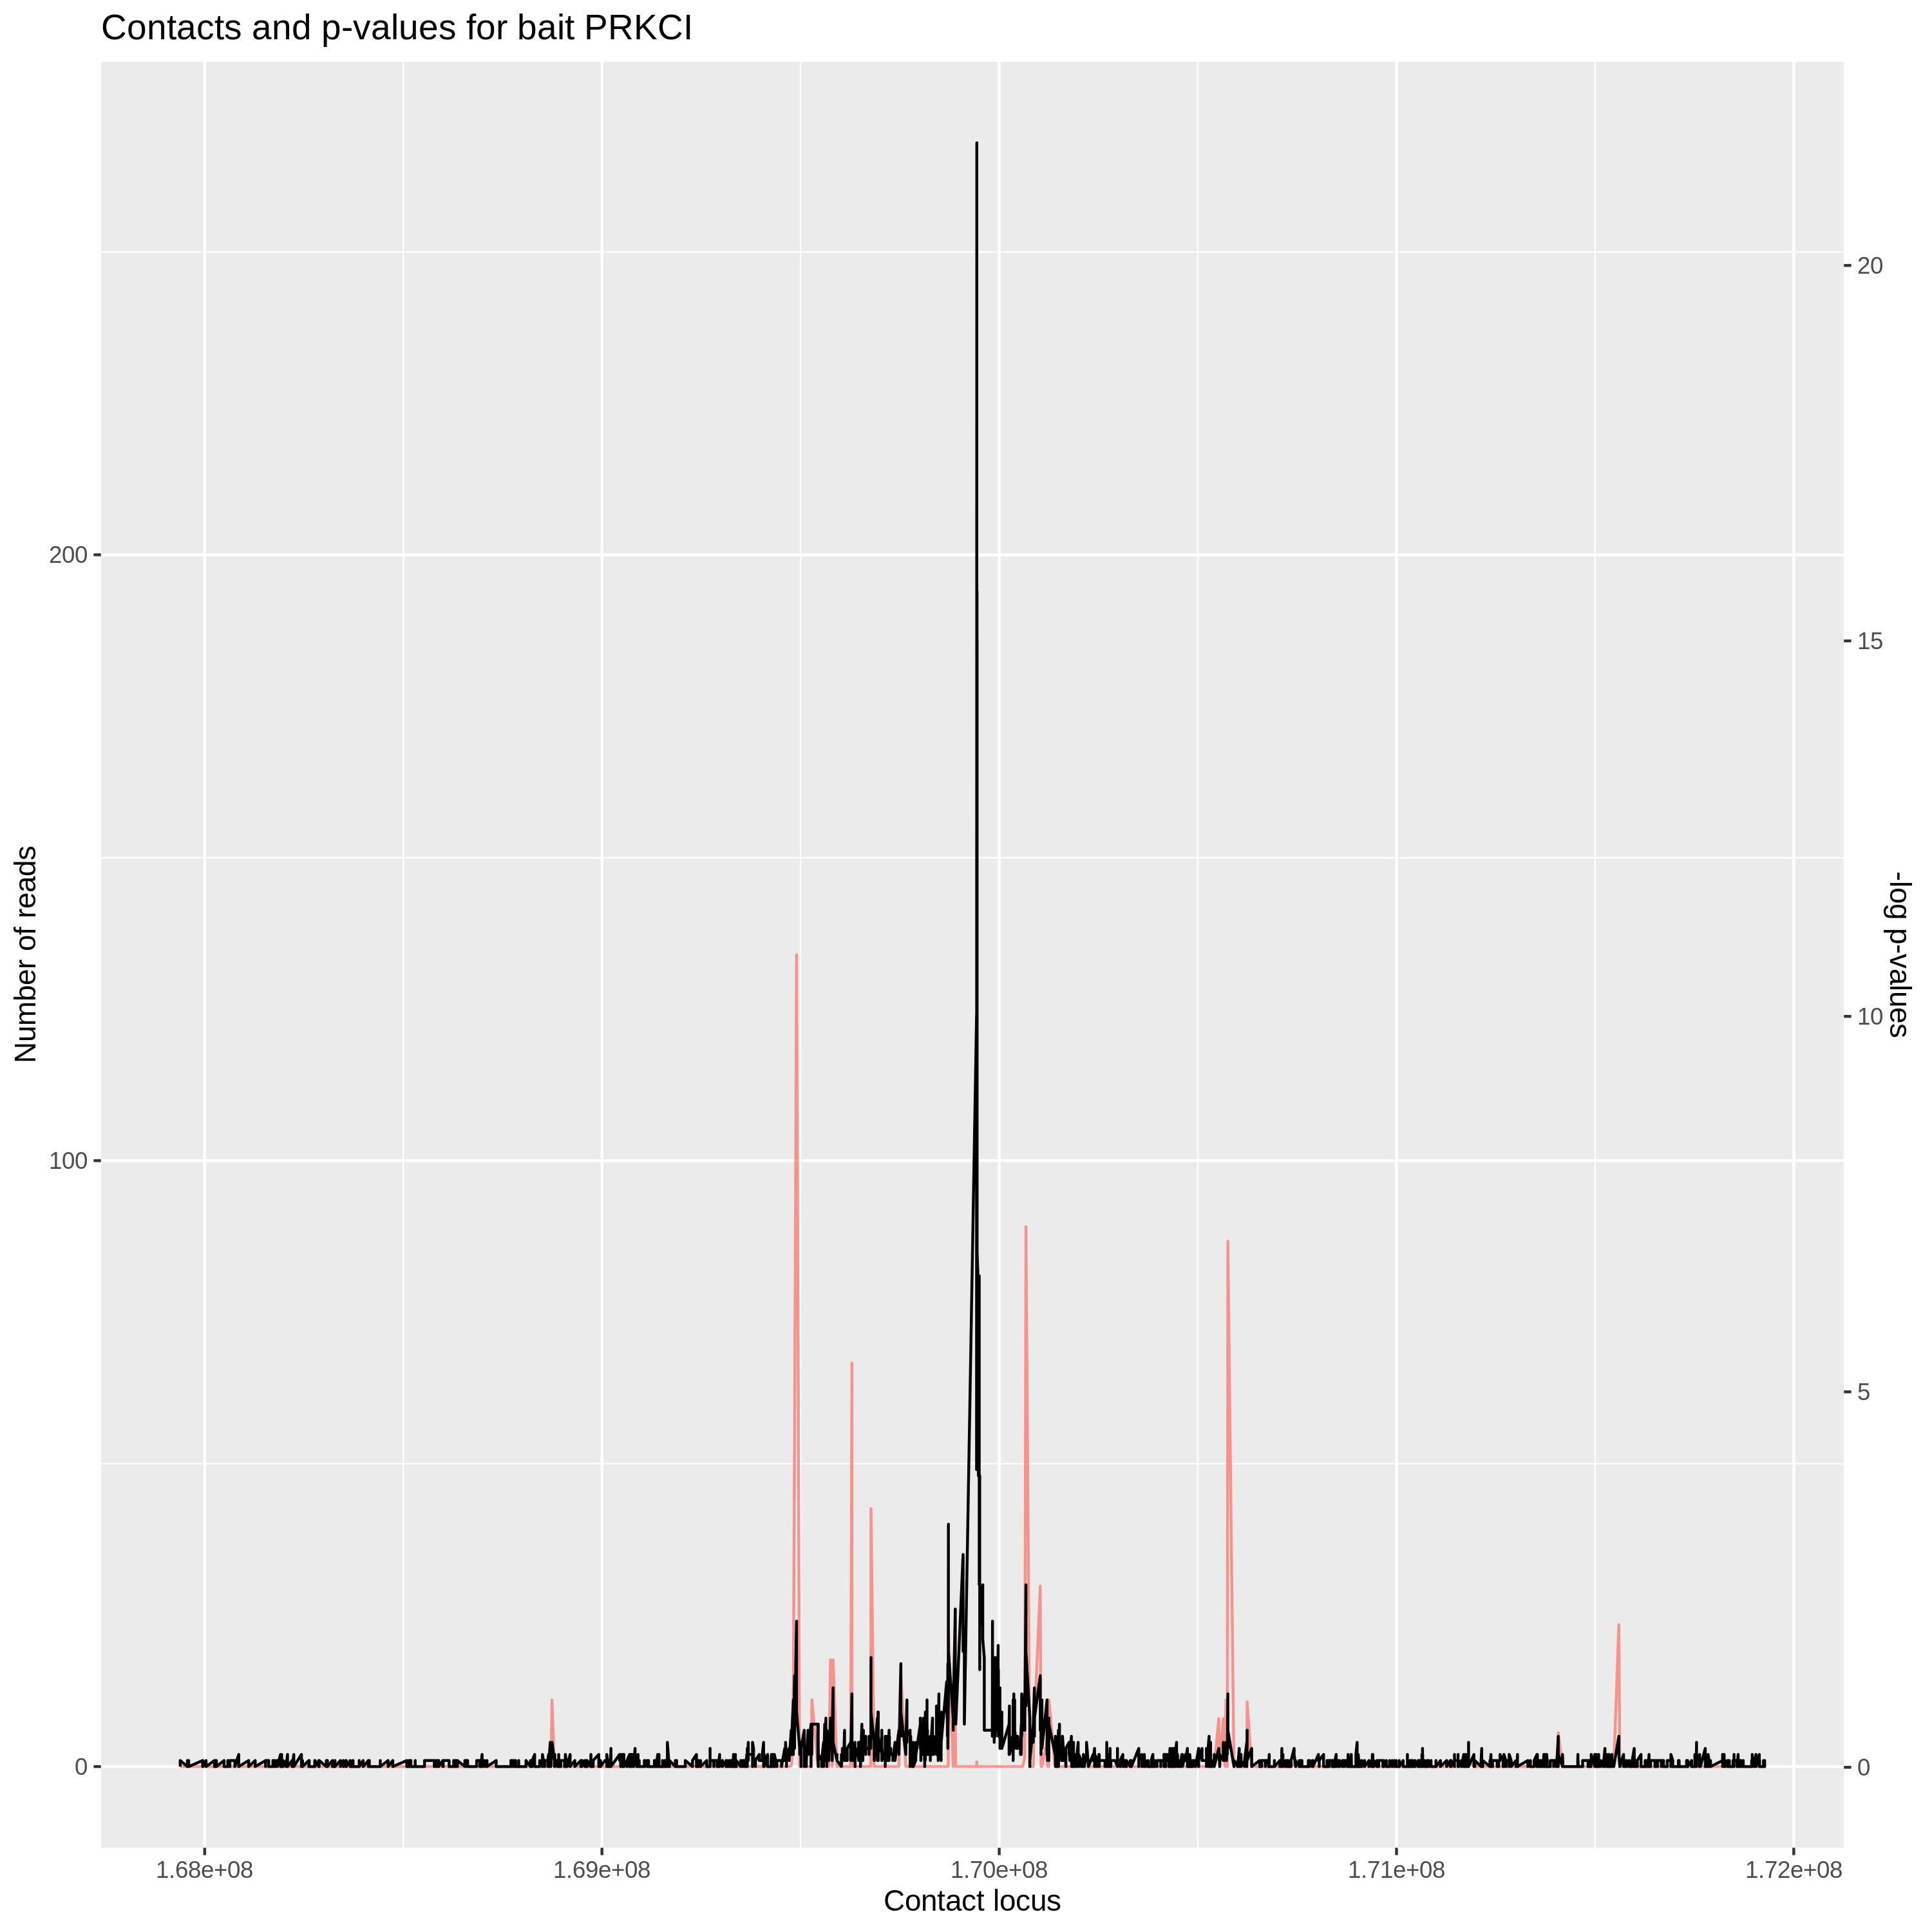 Contacts and p-values for bait PRKCI
Number of reads
200
100
0
20
15
10
5
0
-log p-values
1.68e+08
1.69e+08
1.70e+08
1.71e+08
1.72e+08
Contact locus